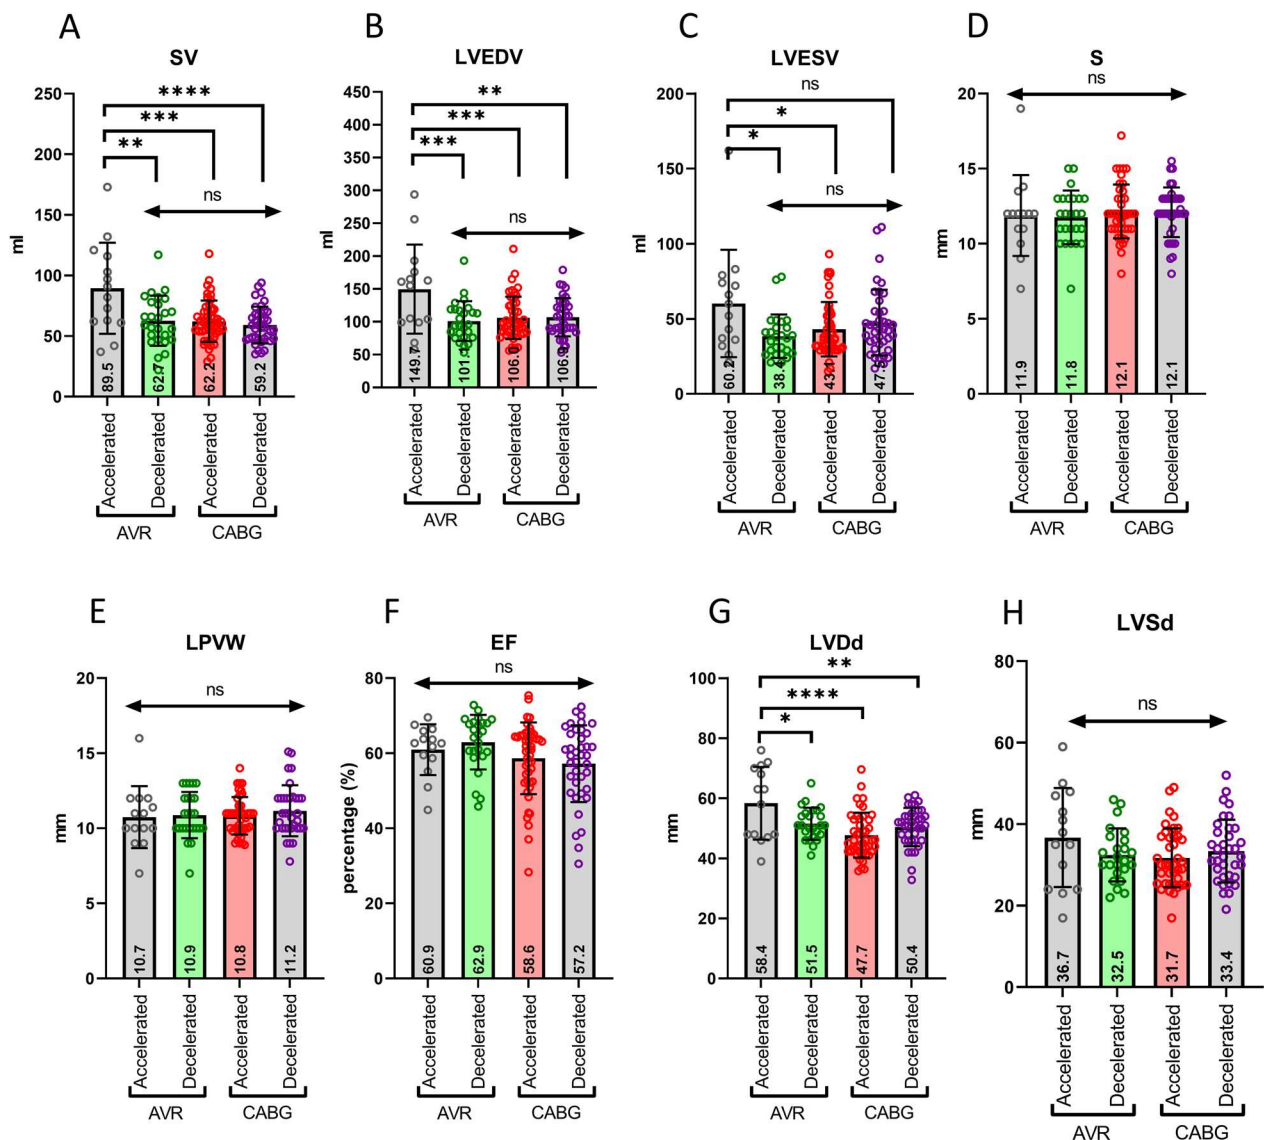 A
SV
ml
250
200
150
100
50
0
****
***
**
ns
89.5
62.7
62.2
59.2
Accelerated
Decelerated
Accelerated
Decelerated
AVR
CABG
B
LVEDV
ml
450
400
350
300
250
200
150
100
50
0
**
***
***
ns
149.7
101.
106.0
106.
Accelerated
Decelerated
Accelerated
Decelerated
AVR
CABG
C
LVESV
ml
200
150
100
50
0
ns
*
*
ns
60.2
38.4
43.
47.
Accelerated
Decelerated
Accelerated
Decelerated
AVR
CABG
D
S
mm
20
15
10
5
0
ns
11.9
11.8
12.1
12.1
Accelerated
Decelerated
Accelerated
Decelerated
AVR
CABG
E
LPVW
mm
20
15
10
5
0
ns
10.7
10.9
10.8
11.2
Accelerated
Decelerated
Accelerated
Decelerated
AVR
CABG
F
EF
percentage (%)
80
60
40
20
0
ns
60.9
62.9
58.6
57.2
Accelerated
Decelerated
Accelerated
Decelerated
AVR
CABG
G
LVDd
mm
100
80
60
40
20
0
**
****
*
58.4
51.5
47.7
50.4
Accelerated
Decelerated
Accelerated
Decelerated
AVR
CABG
H
LVSd
mm
80
60
40
20
0
ns
36.7
32.5
31.7
33.4
Accelerated
Decelerated
Accelerated
Decelerated
AVR
CABG